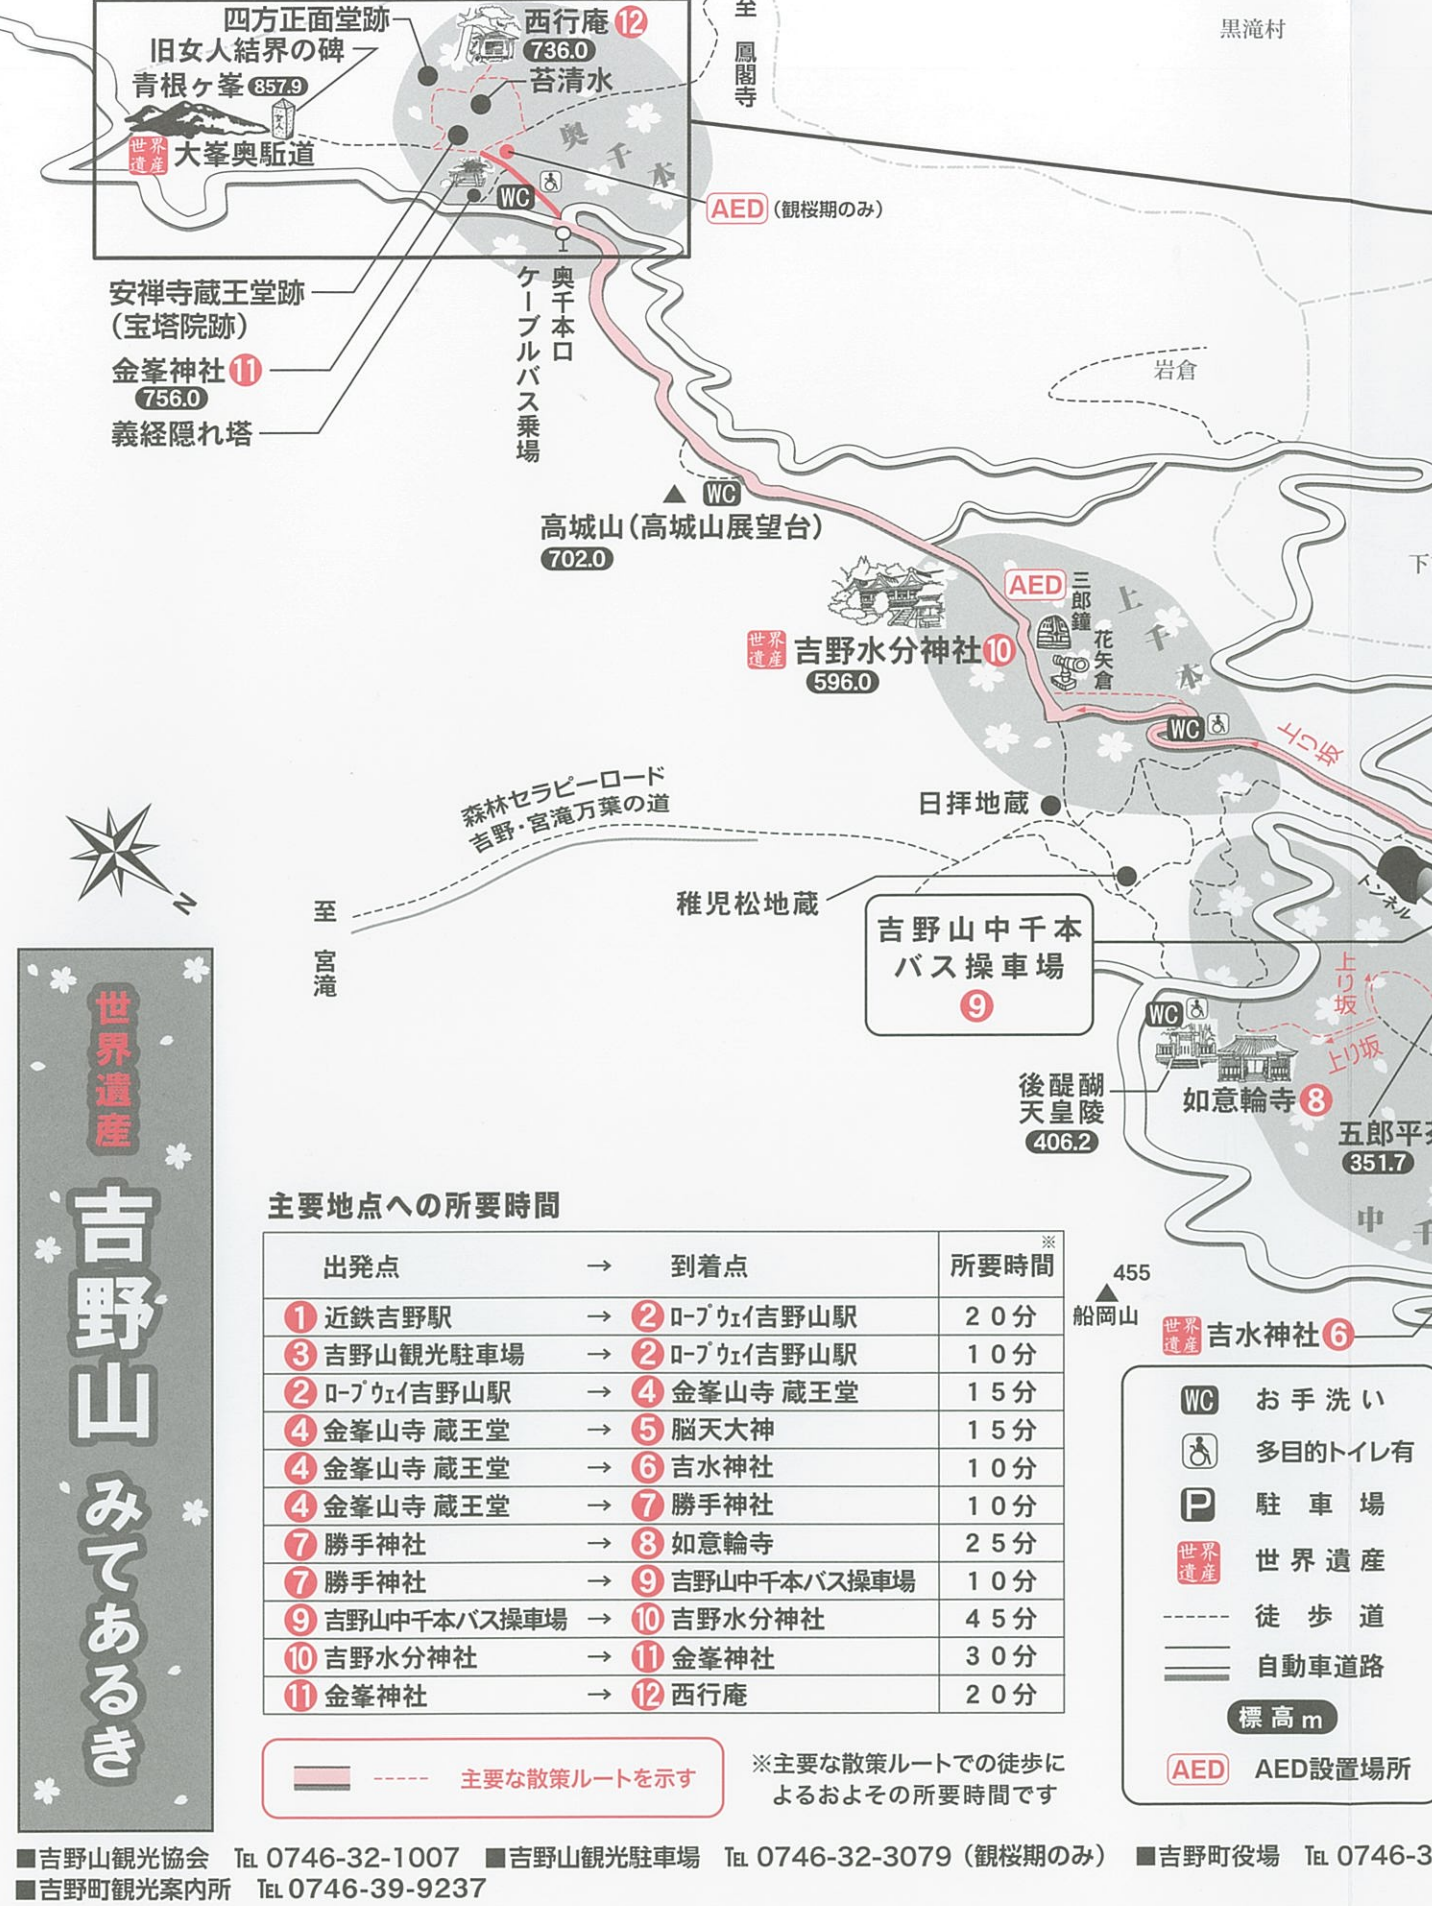 四方正面堂跡
旧女人結界の碑
青根ヶ峯 857.9
女人
世界遺産 大峯奥駈道
西行庵 12
736.0
苔清水
奥千本
WC
至 鳳閣寺
黒滝村
AED (観桜期のみ)
安禅寺蔵王堂跡
(宝塔院跡)
金峯神社 11
756.0
義経隠れ塔
奥千本口
ケーブルバス乗場
岩倉
WC
高城山(高城山展望台)
702.0
下
AED
三郎鐘
花矢倉
上千本
世界遺産 吉野水分神社 10
596.0
WC
上り坂
森林セラピーロード
吉野・宮滝万葉の道
至 宮滝
N
日拝地蔵
稚児松地蔵
トンネル
吉野山中千本
バス操車場
9
上り坂
上り坂
WC
後醍醐
天皇陵
406.2
如意輪寺 8
五郎平
351.7
中千
455
船岡山
世界遺産 吉水神社 6
世界遺産
吉野山
みてあるき
主要地点への所要時間
出発点 → 到着点 所要時間※
1 近鉄吉野駅 → 2 ロープウェイ吉野山駅 20分
3 吉野山観光駐車場 → 2 ロープウェイ吉野山駅 10分
2 ロープウェイ吉野山駅 → 4 金峯山寺 蔵王堂 15分
4 金峯山寺 蔵王堂 → 5 脳天大神 15分
4 金峯山寺 蔵王堂 → 6 吉水神社 10分
4 金峯山寺 蔵王堂 → 7 勝手神社 10分
7 勝手神社 → 8 如意輪寺 25分
7 勝手神社 → 9 吉野山中千本バス操車場 10分
9 吉野山中千本バス操車場 → 10 吉野水分神社 45分
10 吉野水分神社 → 11 金峯神社 30分
11 金峯神社 → 12 西行庵 20分
主要な散策ルートを示す
※主要な散策ルートでの徒歩に
よるおよその所要時間です
WC お手洗い
多目的トイレ有
P 駐車場
世界遺産 世界遺産
徒歩道
自動車道路
標高m
AED AED設置場所
■吉野山観光協会 TEL 0746-32-1007 ■吉野山観光駐車場 TEL 0746-32-3079(観桜期のみ) ■吉野町役場 TEL 0746-3
■吉野町観光案内所 TEL 0746-39-9237